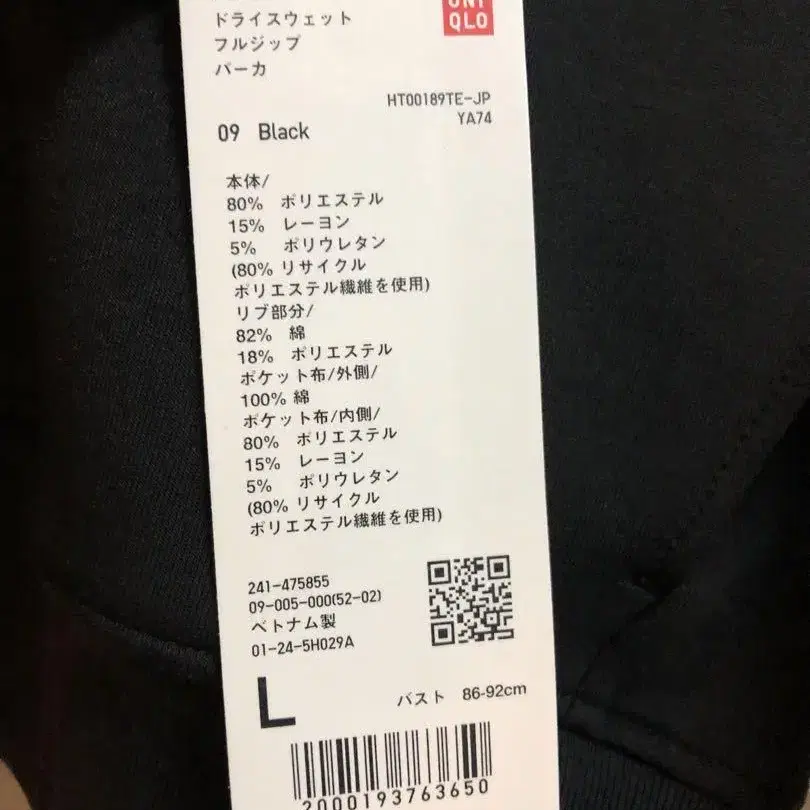 UNI
QLO
ドライスウェット
フルジップ
パーカ
HT00189TE-JP
YA74
09 Black
本体/
80% ポリエステル
15% レーヨン
5% ポリウレタン
(80% リサイクル
ポリエステル繊維を使用)
リブ部分/
82% 綿
18% ポリエステル
ポケット布/外側/
100% 綿
ポケット布/内側/
80% ポリエステル
15% レーヨン
5% ポリウレタン
(80% リサイクル
ポリエステル繊維を使用)
241-475855
09-005-000(52-02)
ベトナム製
01-24-5H029A
L バスト 86-92cm
2000193763650